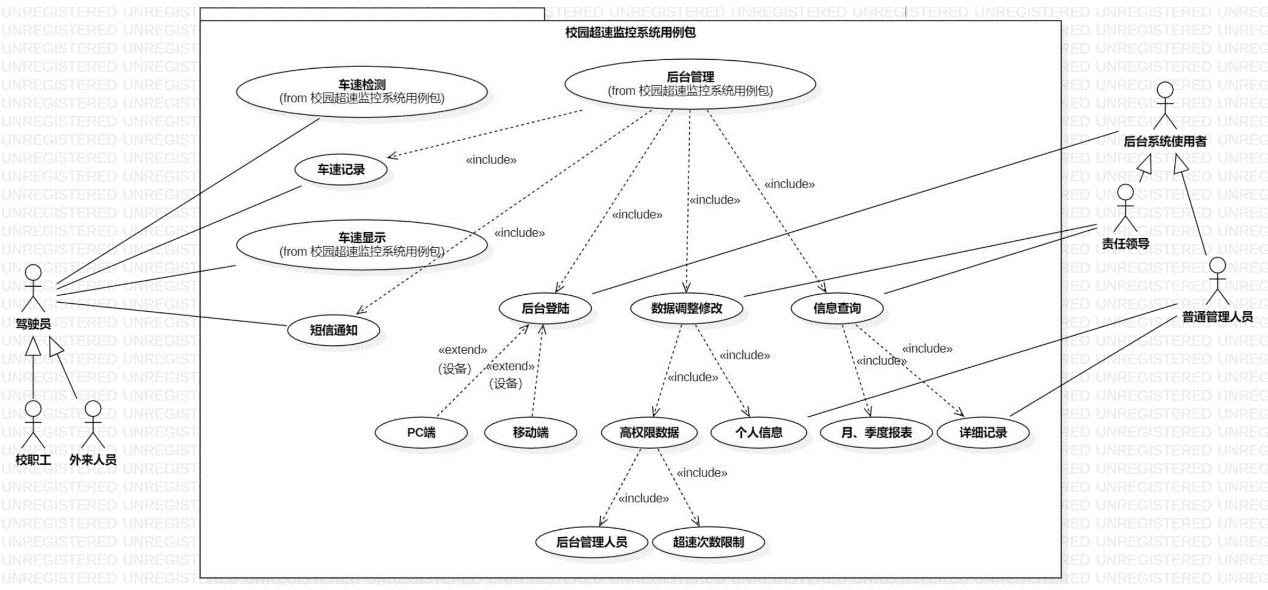 校园超速监控系统用例包
车速检测
(from 校园超速监控系统用例包)
后台管理
(from 校园超速监控系统用例包)
后台系统使用者
«include»
车速记录
«include»
«include»
«include»
«include»
车速显示
(from 校园超速监控系统用例包)
责任领导
驾驶员
短信通知
后台登陆
数据调整修改
信息查询
普通管理人员
«extend»
（设备）
«extend»
（设备）
«include»
«include»
«include»
«include»
PC端
移动端
高权限数据
个人信息
月、季度报表
详细记录
校职工
外来人员
«include»
«include»
后台管理人员
超速次数限制
UNREGISTERED